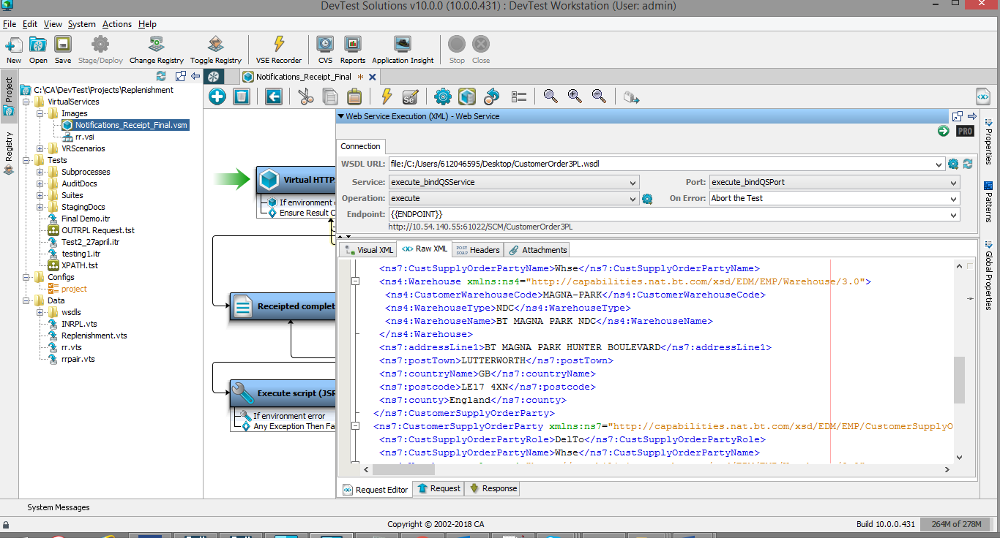 DevTest Solutions v10.0.0 (10.0.0.431) : DevTest Workstation (User: admin)
File Edit View System Actions Help
New Open Save Stage/Deploy Change Registry Toggle Registry VSE Recorder CVS Reports Application Insight Stop Close
Project
Registry
C:\CA\DevTest\Projects\Replenishment
VirtualServices
Images
Notifications_Receipt_Final.vsm
rr.vsi
VRScenarios
Tests
Subprocesses
AuditDocs
Suites
StagingDocs
Final Demo.itr
OUTRPL Request.tst
Test2_27april.itr
testing1.itr
XPATH.tst
Configs
project
Data
wsdls
INRPL.vts
Replenishment.vts
rr.vts
rrpair.vts
Notifications_Receipt_Final *
Virtual HTTP
If environment
Ensure Result C
Receipted complet
Execute script (JSR
If environment error
Any Exception Then Fa
Web Service Execution (XML) - Web Service
PRO
Connection
WSDL URL: file:/C:/Users/612046595/Desktop/CustomerOrder3PL.wsdl
Service: execute_bindQSService Port: execute_bindQSPort
Operation: execute On Error: Abort the Test
Endpoint: {{ENDPOINT}}
http://10.54.140.55:61022/SCM/CustomerOrder3PL
Visual XML Raw XML POST SOAP Headers Attachments
<ns7:CustSupplyOrderPartyName>Whse</ns7:CustSupplyOrderPartyName>
<ns4:Warehouse xmlns:ns4="http://capabilities.nat.bt.com/xsd/EDM/EMP/Warehouse/3.0">
<ns4:CustomerWarehouseCode>MAGNA-PARK</ns4:CustomerWarehouseCode>
<ns4:WarehouseType>NDC</ns4:WarehouseType>
<ns4:WarehouseName>BT MAGNA PARK NDC</ns4:WarehouseName>
</ns4:Warehouse>
<ns7:addressLine1>BT MAGNA PARK HUNTER BOULEVARD</ns7:addressLine1>
<ns7:postTown>LUTTERWORTH</ns7:postTown>
<ns7:countryName>GB</ns7:countryName>
<ns7:postcode>LE17 4XN</ns7:postcode>
<ns7:county>England</ns7:county>
</ns7:CustomerSupplyOrderParty>
<ns7:CustomerSupplyOrderParty xmlns:ns7="http://capabilities.nat.bt.com/xsd/EDM/EMP/CustomerSupplyO
<ns7:CustSupplyOrderPartyRole>DelTo</ns7:CustSupplyOrderPartyRole>
<ns7:CustSupplyOrderPartyName>Whse</ns7:CustSupplyOrderPartyName>
Request Editor Request Response
Properties
Patterns
Global Properties
System Messages
Copyright © 2002-2018 CA
Build 10.0.0.431 264M of 278M